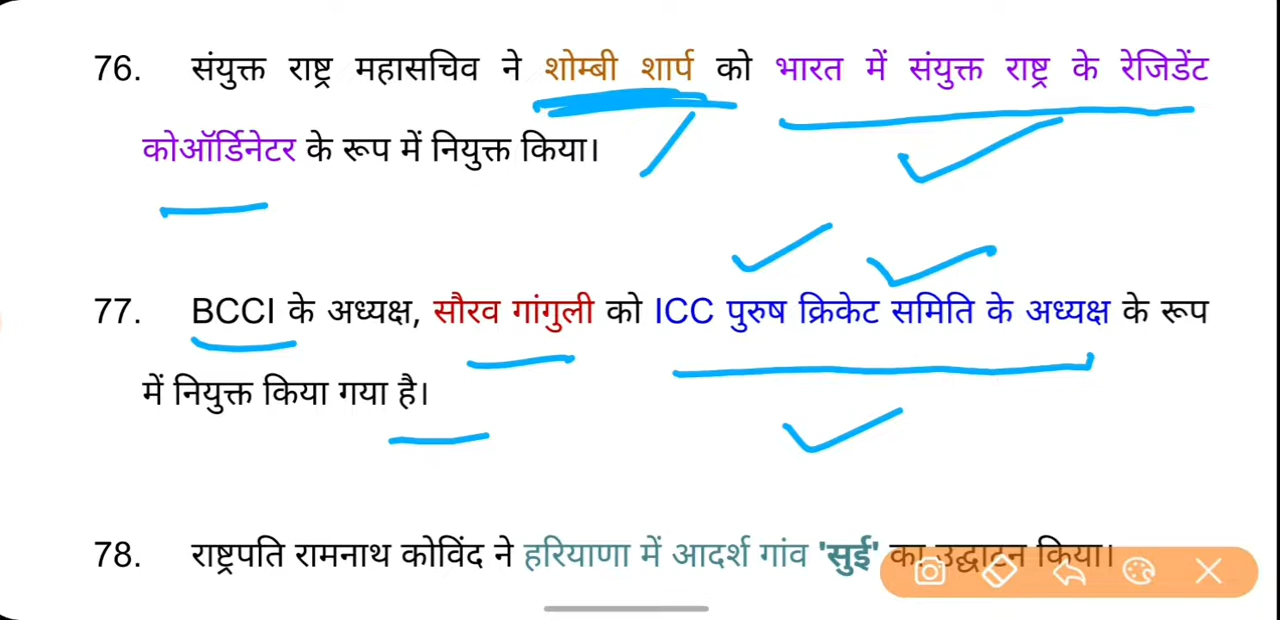 76. संयुक्त राष्ट्र महासचिव ने शोम्बी शार्प को भारत में संयुक्त राष्ट्र के रेजिडेंट
कोऑर्डिनेटर के रूप में नियुक्त किया।
77. BCCI के अध्यक्ष, सौरव गांगुली को ICC पुरुष क्रिकेट समिति के अध्यक्ष के रूप
में नियुक्त किया गया है।
78. राष्ट्रपति रामनाथ कोविंद ने हरियाणा में आदर्श गांव 'सुई' का उद्घाटन किया।